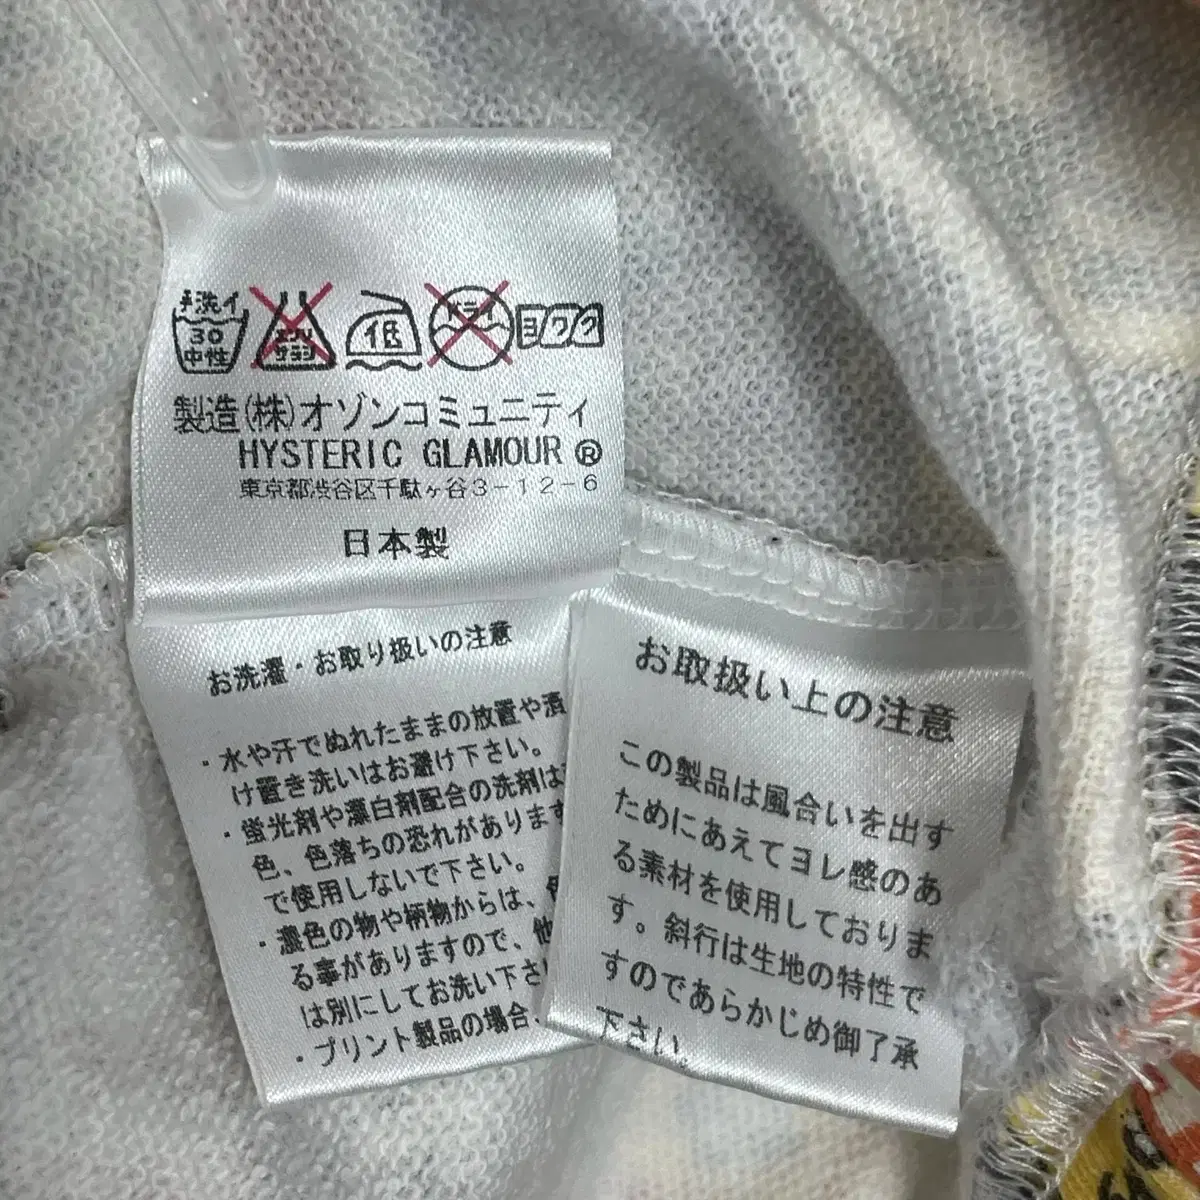 手洗イ
30
中性
エンソ
サラシ
低
ドライ
ヨワク
製造(株)オゾンコミュニティ
HYSTERIC GLAMOUR ®
東京都渋谷区千駄ヶ谷3-12-6
日本製
お洗濯・お取り扱いの注意
・水や汗でぬれたままの放置や漬
け置き洗いはお避け下さい。
・蛍光剤や漂白剤配合の洗剤は
色、色落ちの恐れがあります
で使用しないで下さい。
・濃色の物や柄物からは、
る事がありますので、他
は別にしてお洗い下さ
・プリント製品の場合、
お取扱い上の注意
この製品は風合いを出す
ためにあえてヨレ感のあ
る素材を使用しておりま
す。斜行は生地の特性で
すのであらかじめ御了承
下さい。